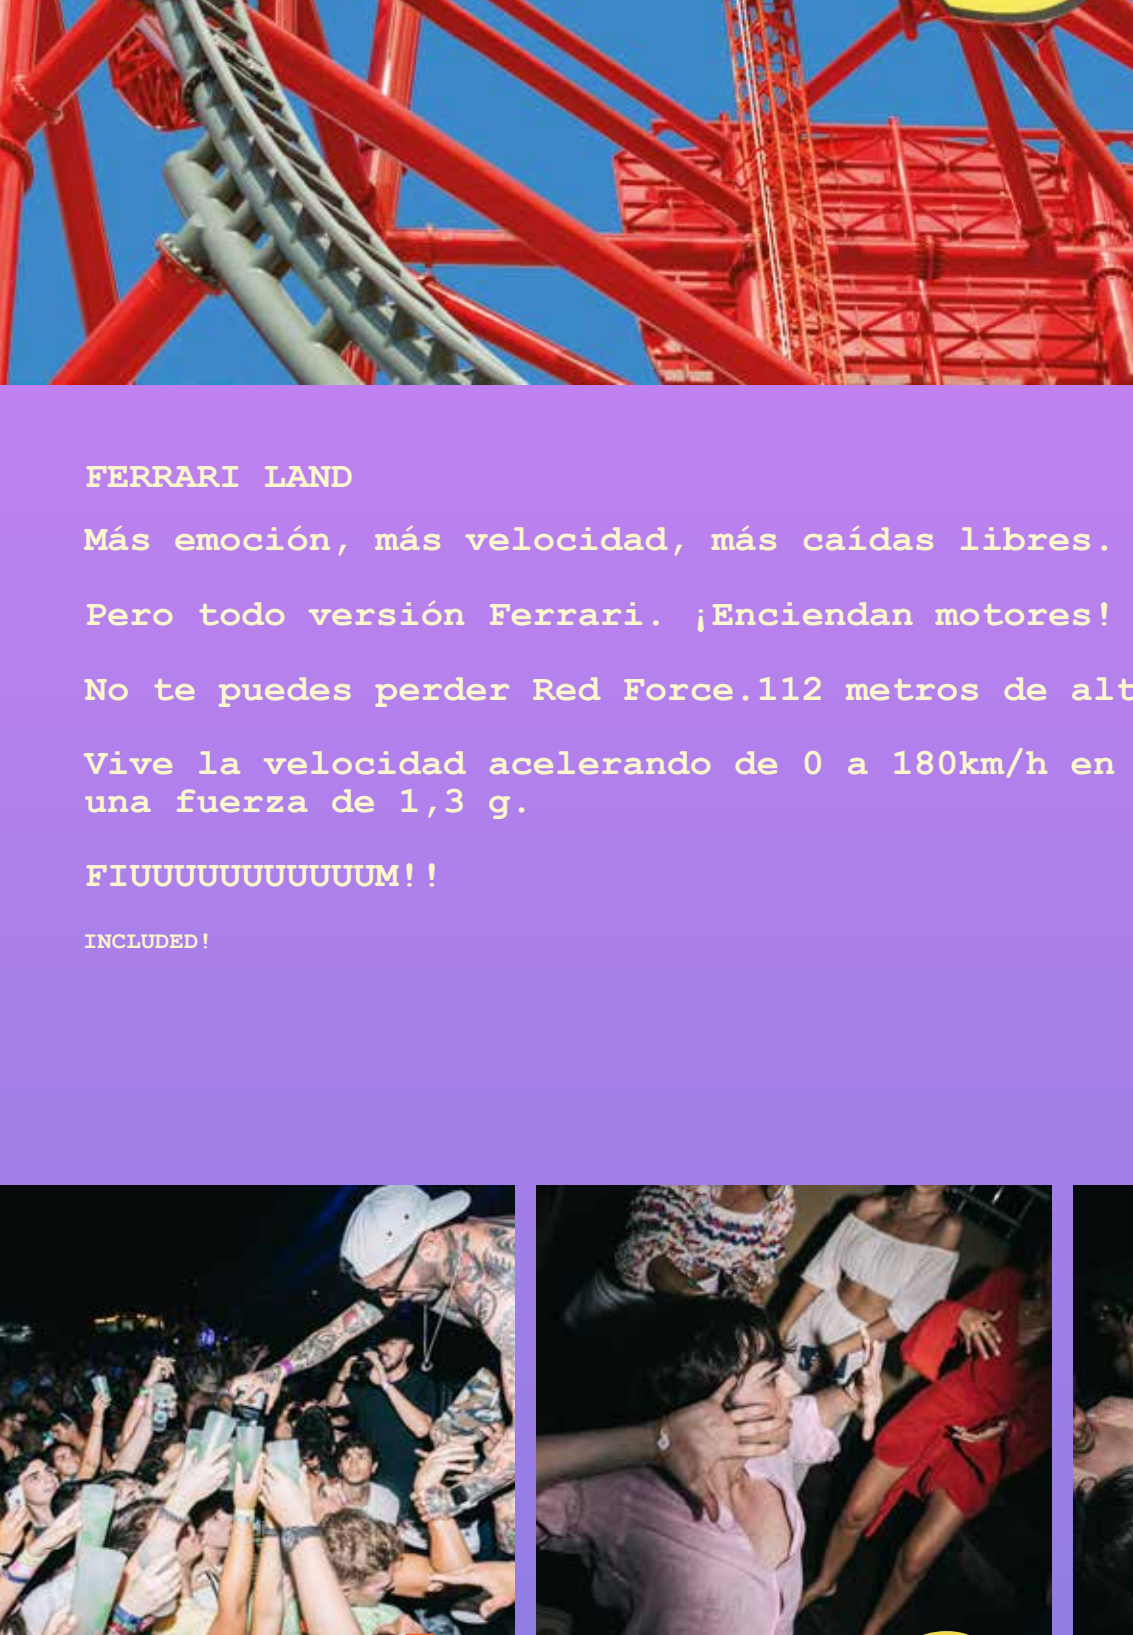 FERRARI LAND
Más emoción, más velocidad, más caídas libres.
Pero todo versión Ferrari. ¡Enciendan motores!
No te puedes perder Red Force.112 metros de
Vive la velocidad acelerando de 0 a 180km/h en
una fuerza de 1,3 g.
FIUUUUUUUUUUUM!!
INCLUDED!